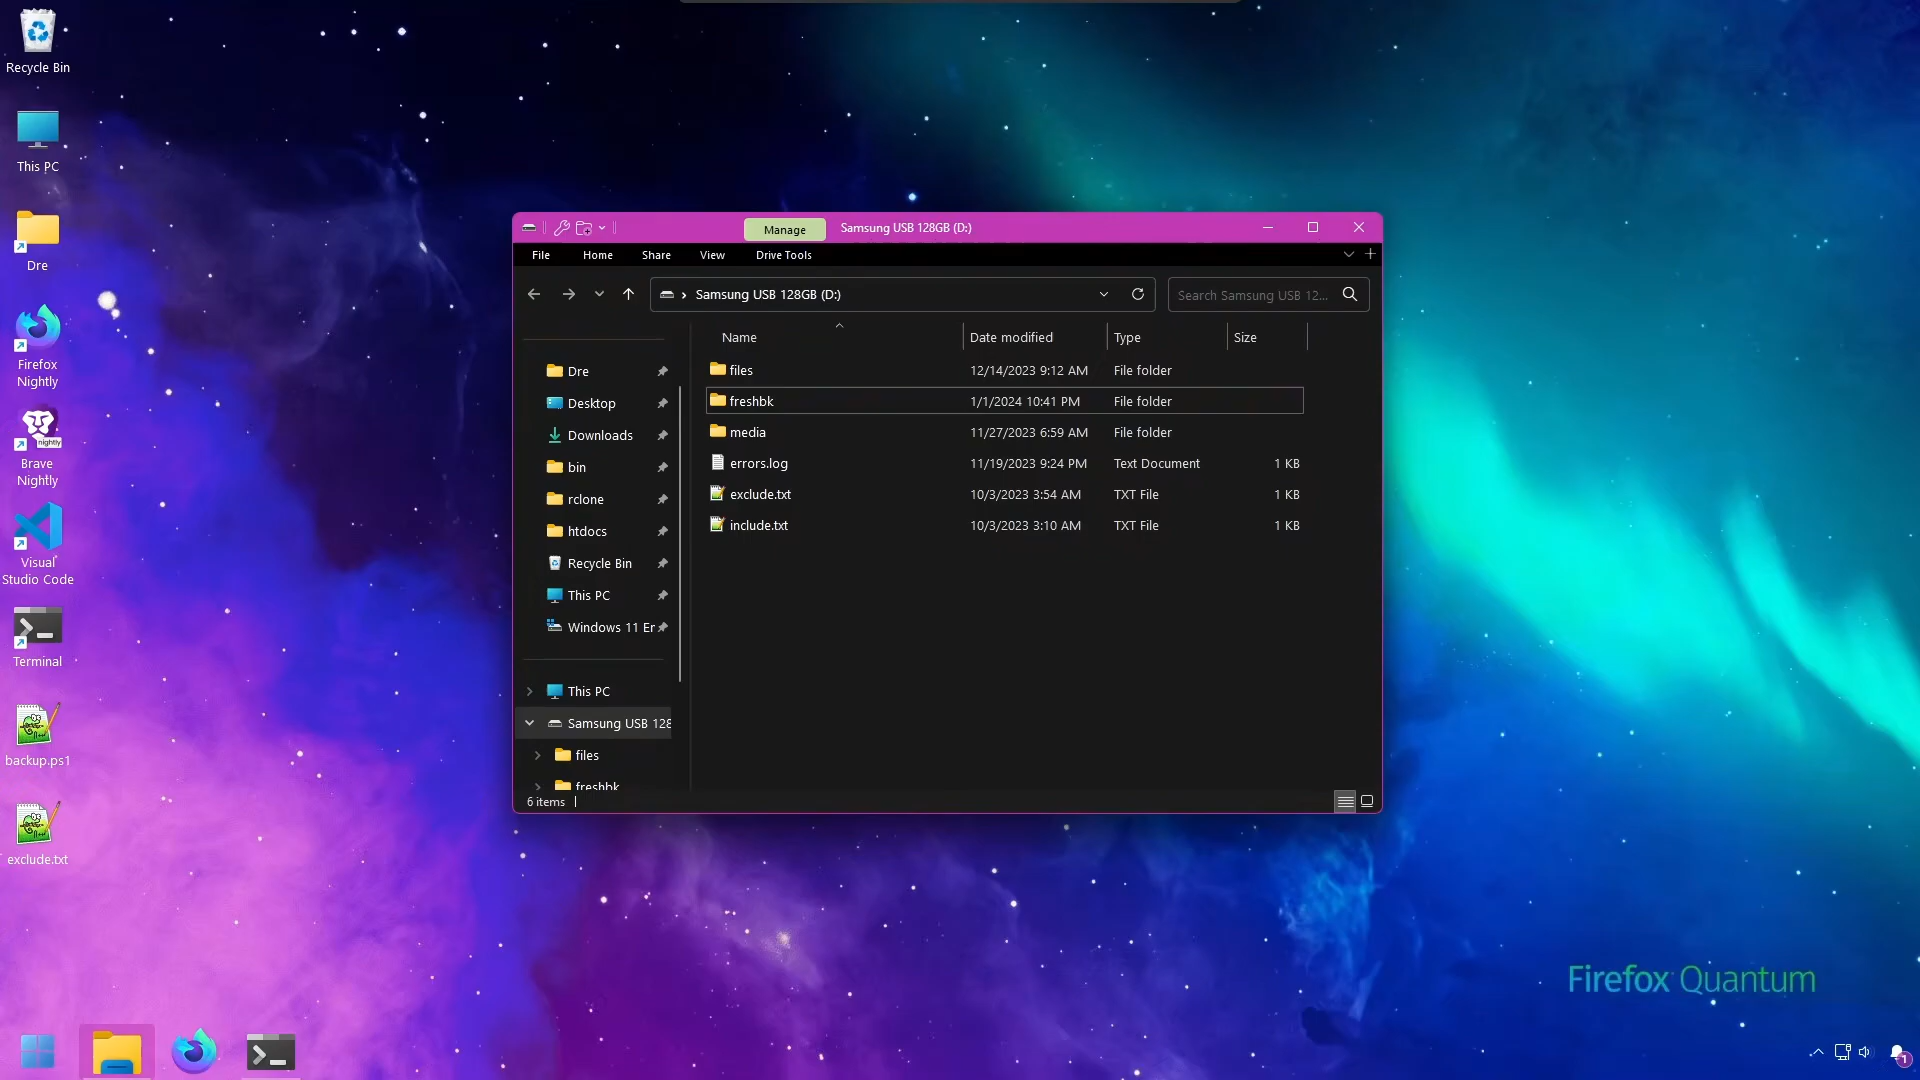 Recycle Bin
This PC
Dre
Firefox
Nightly
nightly
Brave
Nightly
Visual
Studio Code
Terminal
backup.ps1
exclude.txt
Manage
Samsung USB 128GB (D:)
File
Home
Share
View
Drive Tools
Samsung USB 128GB (D:)
Search Samsung USB 12...
Name
Date modified
Type
Size
files
12/14/2023 9:12 AM
File folder
freshbk
1/1/2024 10:41 PM
File folder
media
11/27/2023 6:59 AM
File folder
errors.log
11/19/2023 9:24 PM
Text Document
1 KB
exclude.txt
10/3/2023 3:54 AM
TXT File
1 KB
include.txt
10/3/2023 3:10 AM
TXT File
1 KB
Dre
Desktop
Downloads
bin
rclone
htdocs
Recycle Bin
This PC
Windows 11 Er
This PC
Samsung USB 128
files
freshbk
6 items
Firefox Quantum
1